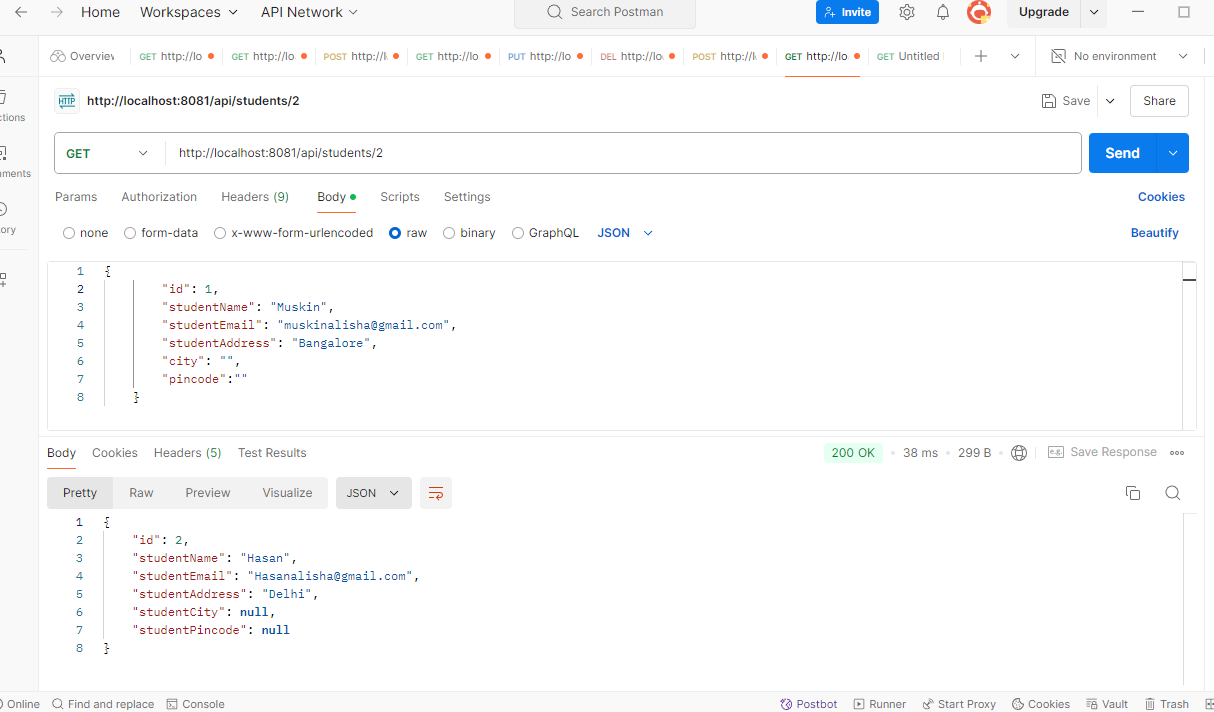 Home Workspaces API Network Search Postman Invite Upgrade
Overview GET http://lo GET http://lo POST http://l GET http://lo PUT http://lo DEL http://lo POST http://l GET http://lo GET Untitled No environment
HTTP http://localhost:8081/api/students/2 Save Share
GET http://localhost:8081/api/students/2 Send
Params Authorization Headers (9) Body Scripts Settings Cookies
none form-data x-www-form-urlencoded raw binary GraphQL JSON Beautify
1 {
2 "id": 1,
3 "studentName": "Muskin",
4 "studentEmail": "muskinalisha@gmail.com",
5 "studentAddress": "Bangalore",
6 "city": "",
7 "pincode":""
8 }
Body Cookies Headers (5) Test Results 200 OK 38 ms 299 B e.g. Save Response
Pretty Raw Preview Visualize JSON
1 {
2 "id": 2,
3 "studentName": "Hasan",
4 "studentEmail": "Hasanalisha@gmail.com",
5 "studentAddress": "Delhi",
6 "studentCity": null,
7 "studentPincode": null
8 }
Online Find and replace Console Postbot Runner Start Proxy Cookies Vault Trash